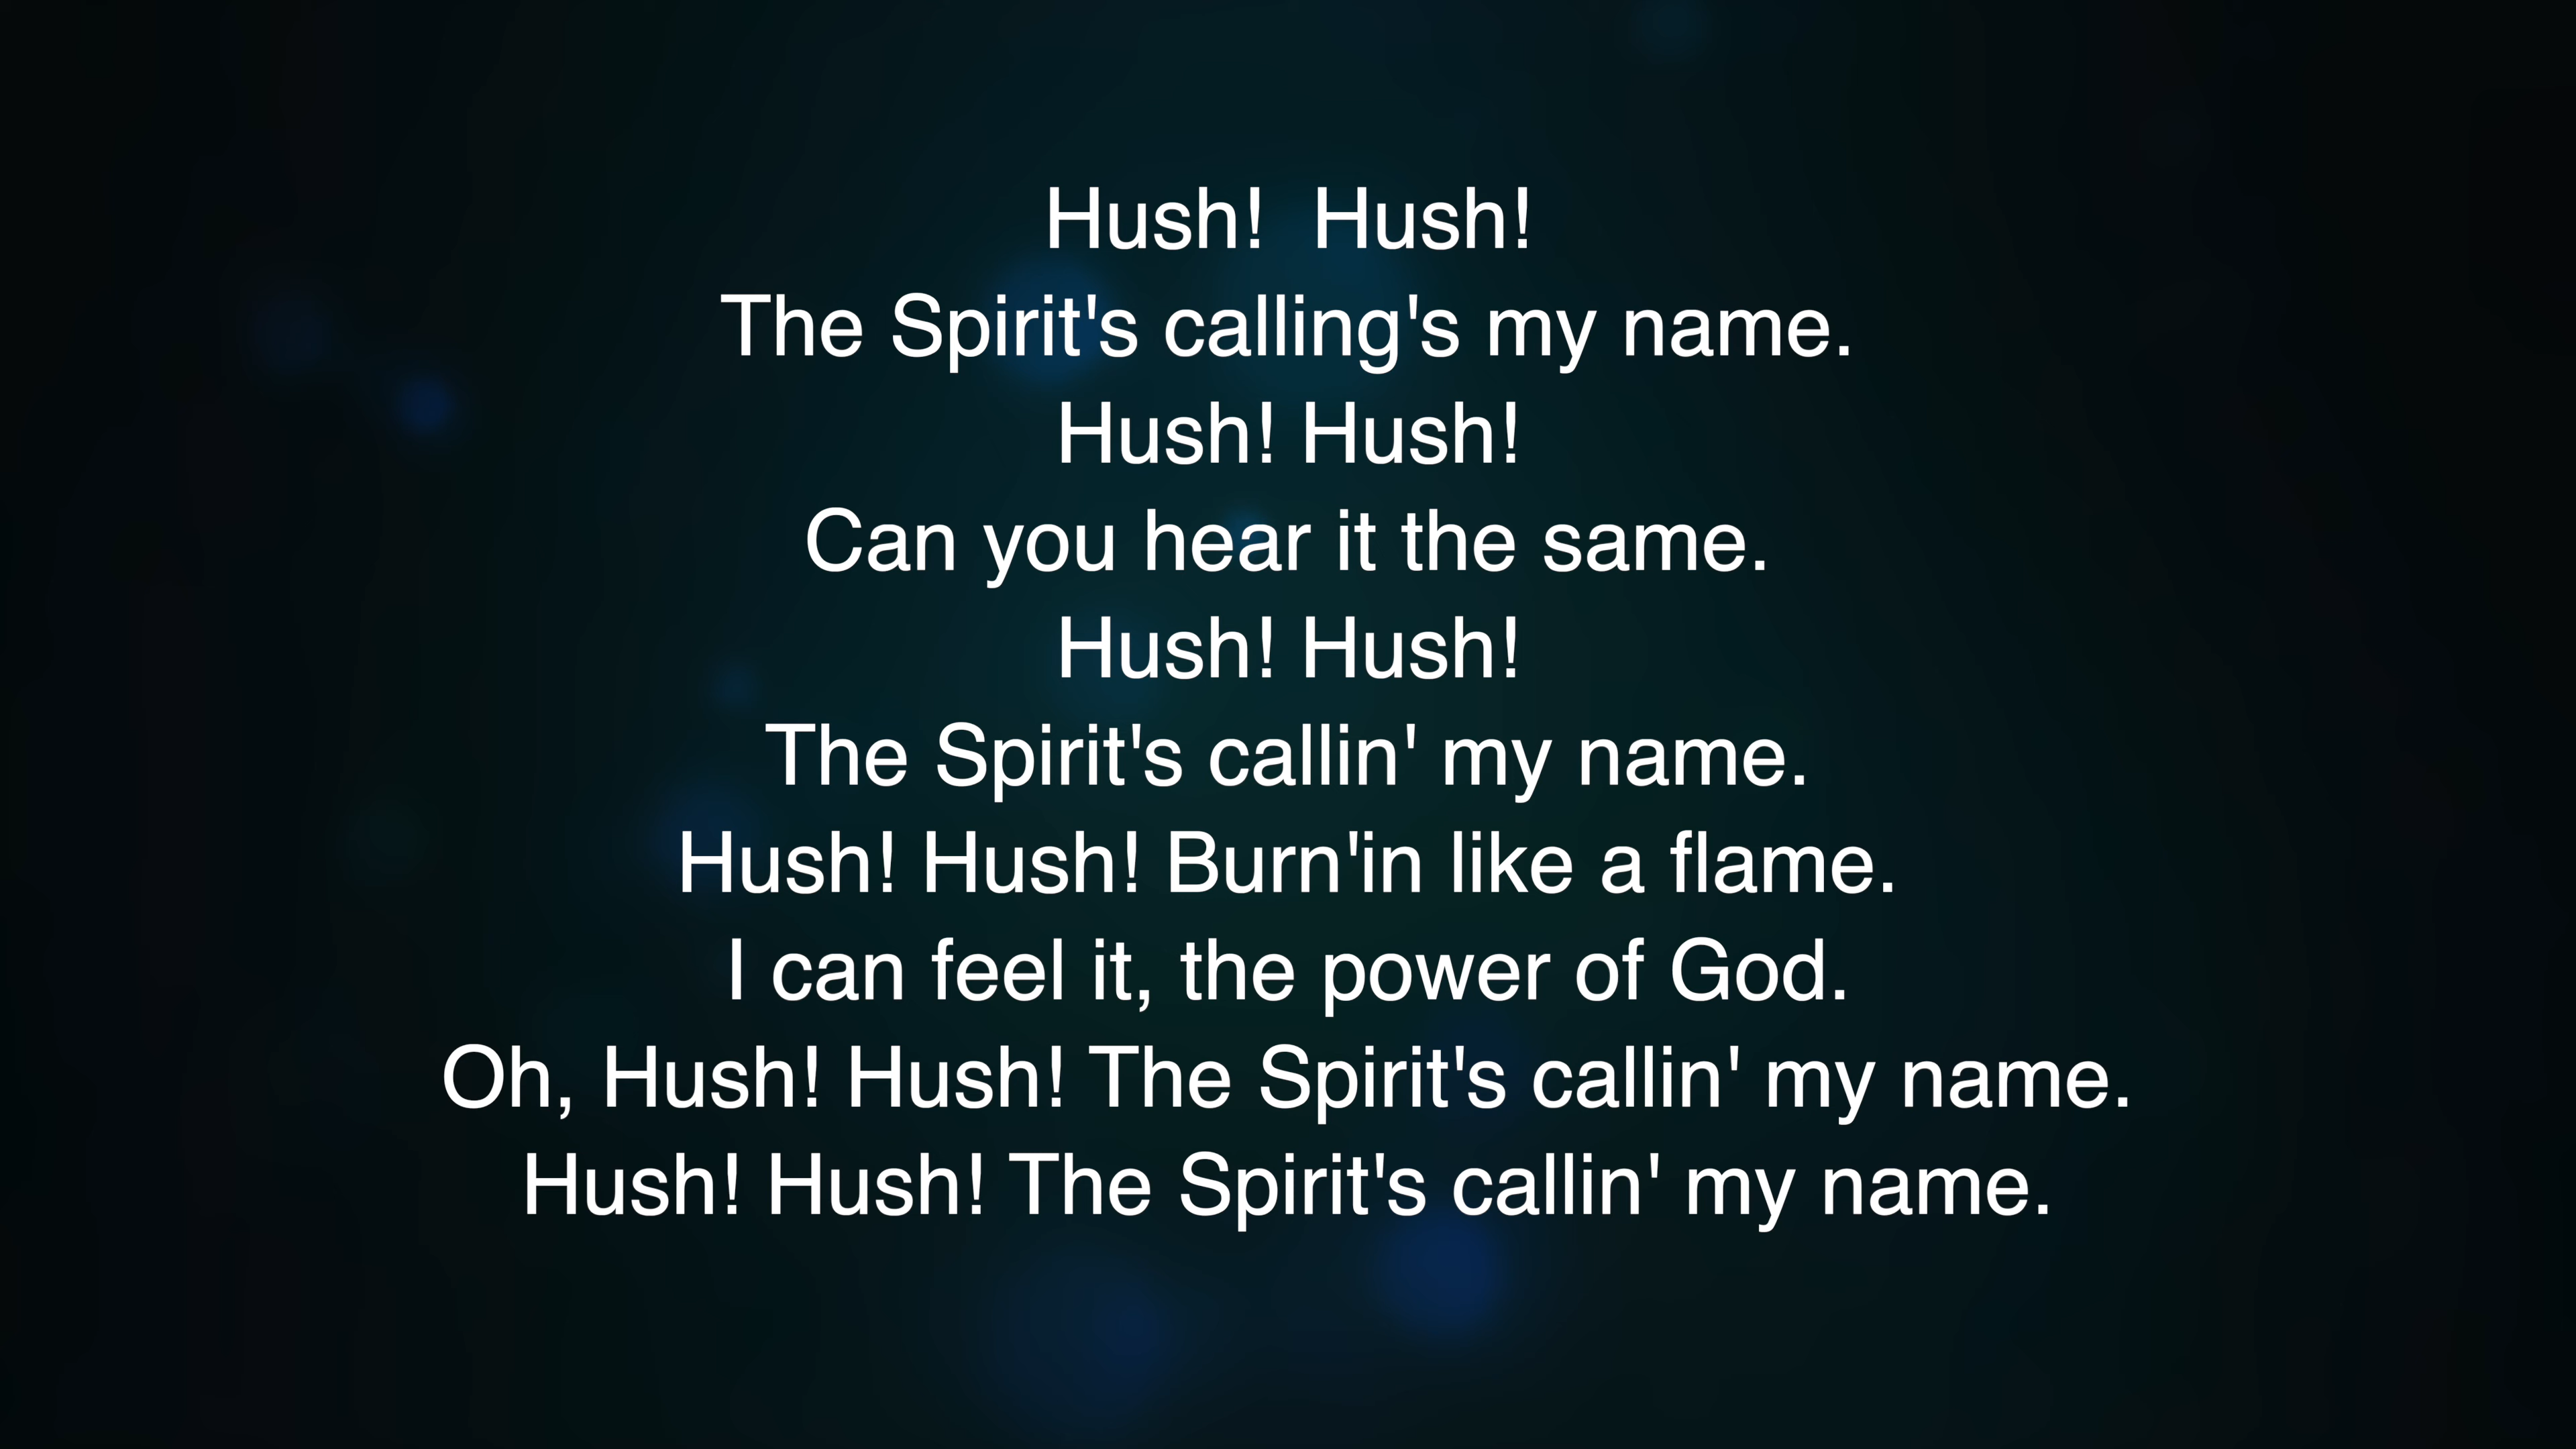 Hush!  Hush!
The Spirit's calling's my name.
Hush! Hush!
Can you hear it the same.
Hush! Hush!
The Spirit's callin' my name.
Hush! Hush! Burn'in like a flame.
I can feel it, the power of God.
Oh, Hush! Hush! The Spirit's callin' my name.
Hush! Hush! The Spirit's callin' my name.